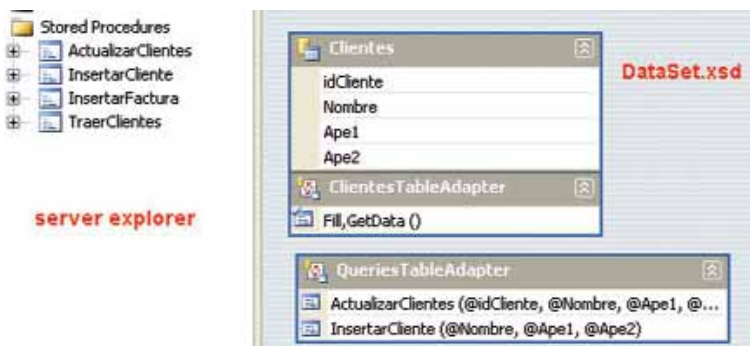 Stored Procedures
ActualizarClientes
InsertarCliente
InsertarFactura
TraerClientes
server explorer
Clientes
idCliente
Nombre
Ape1
Ape2
ClientesTableAdapter
Fill,GetData ()
DataSet.xsd
QueriesTableAdapter
ActualizarClientes (@idCliente, @Nombre, @Ape1, @...
InsertarCliente (@Nombre, @Ape1, @Ape2)